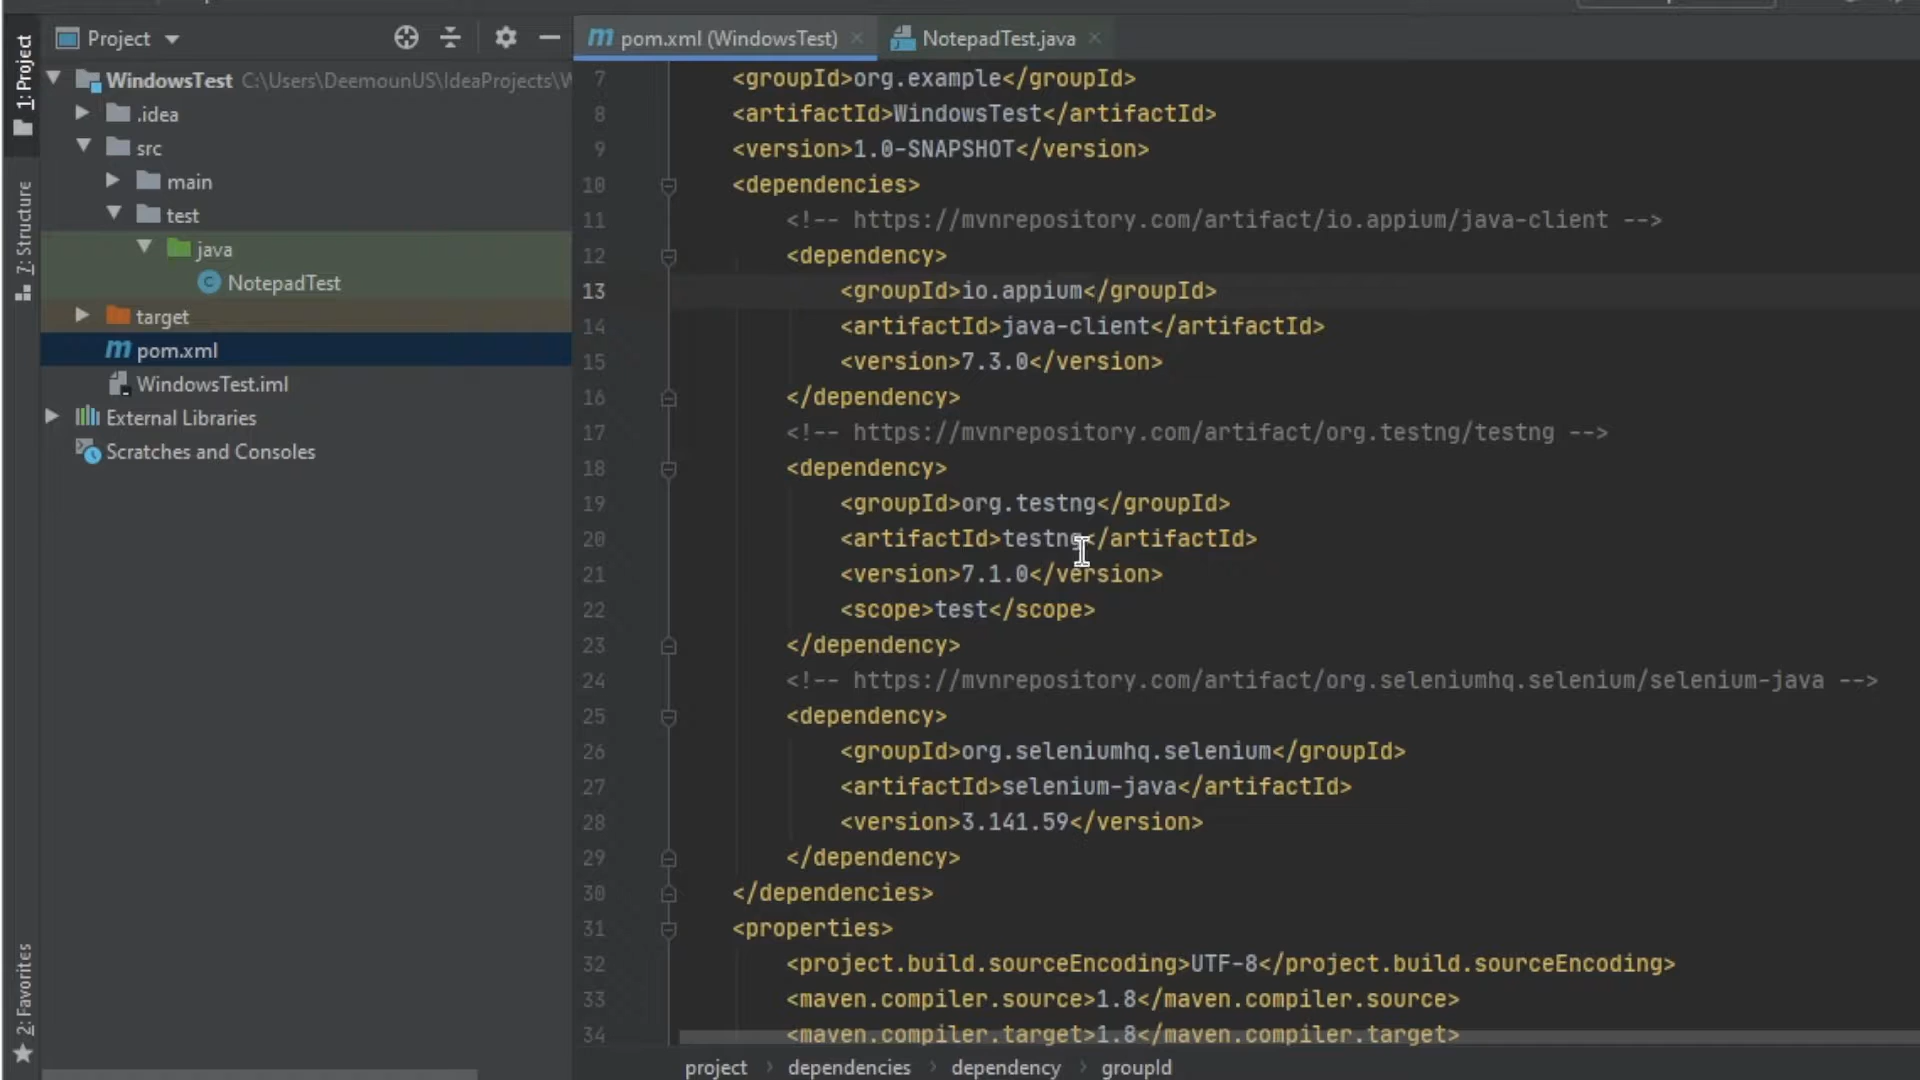 1: Project
7: Structure
2: Favorites
Project
WindowsTest C:\Users\DeemounUS\IdeaProjects\W
.idea
src
main
test
java
NotepadTest
target
pom.xml
WindowsTest.iml
External Libraries
Scratches and Consoles
pom.xml (WindowsTest)
NotepadTest.java
7 <groupId>org.example</groupId>
8 <artifactId>WindowsTest</artifactId>
9 <version>1.0-SNAPSHOT</version>
10 <dependencies>
11 <!-- https://mvnrepository.com/artifact/io.appium/java-client -->
12 <dependency>
13 <groupId>io.appium</groupId>
14 <artifactId>java-client</artifactId>
15 <version>7.3.0</version>
16 </dependency>
17 <!-- https://mvnrepository.com/artifact/org.testng/testng -->
18 <dependency>
19 <groupId>org.testng</groupId>
20 <artifactId>testng</artifactId>
21 <version>7.1.0</version>
22 <scope>test</scope>
23 </dependency>
24 <!-- https://mvnrepository.com/artifact/org.seleniumhq.selenium/selenium-java -->
25 <dependency>
26 <groupId>org.seleniumhq.selenium</groupId>
27 <artifactId>selenium-java</artifactId>
28 <version>3.141.59</version>
29 </dependency>
30 </dependencies>
31 <properties>
32 <project.build.sourceEncoding>UTF-8</project.build.sourceEncoding>
33 <maven.compiler.source>1.8</maven.compiler.source>
34 <maven.compiler.target>1.8</maven.compiler.target>
project › dependencies › dependency › groupId